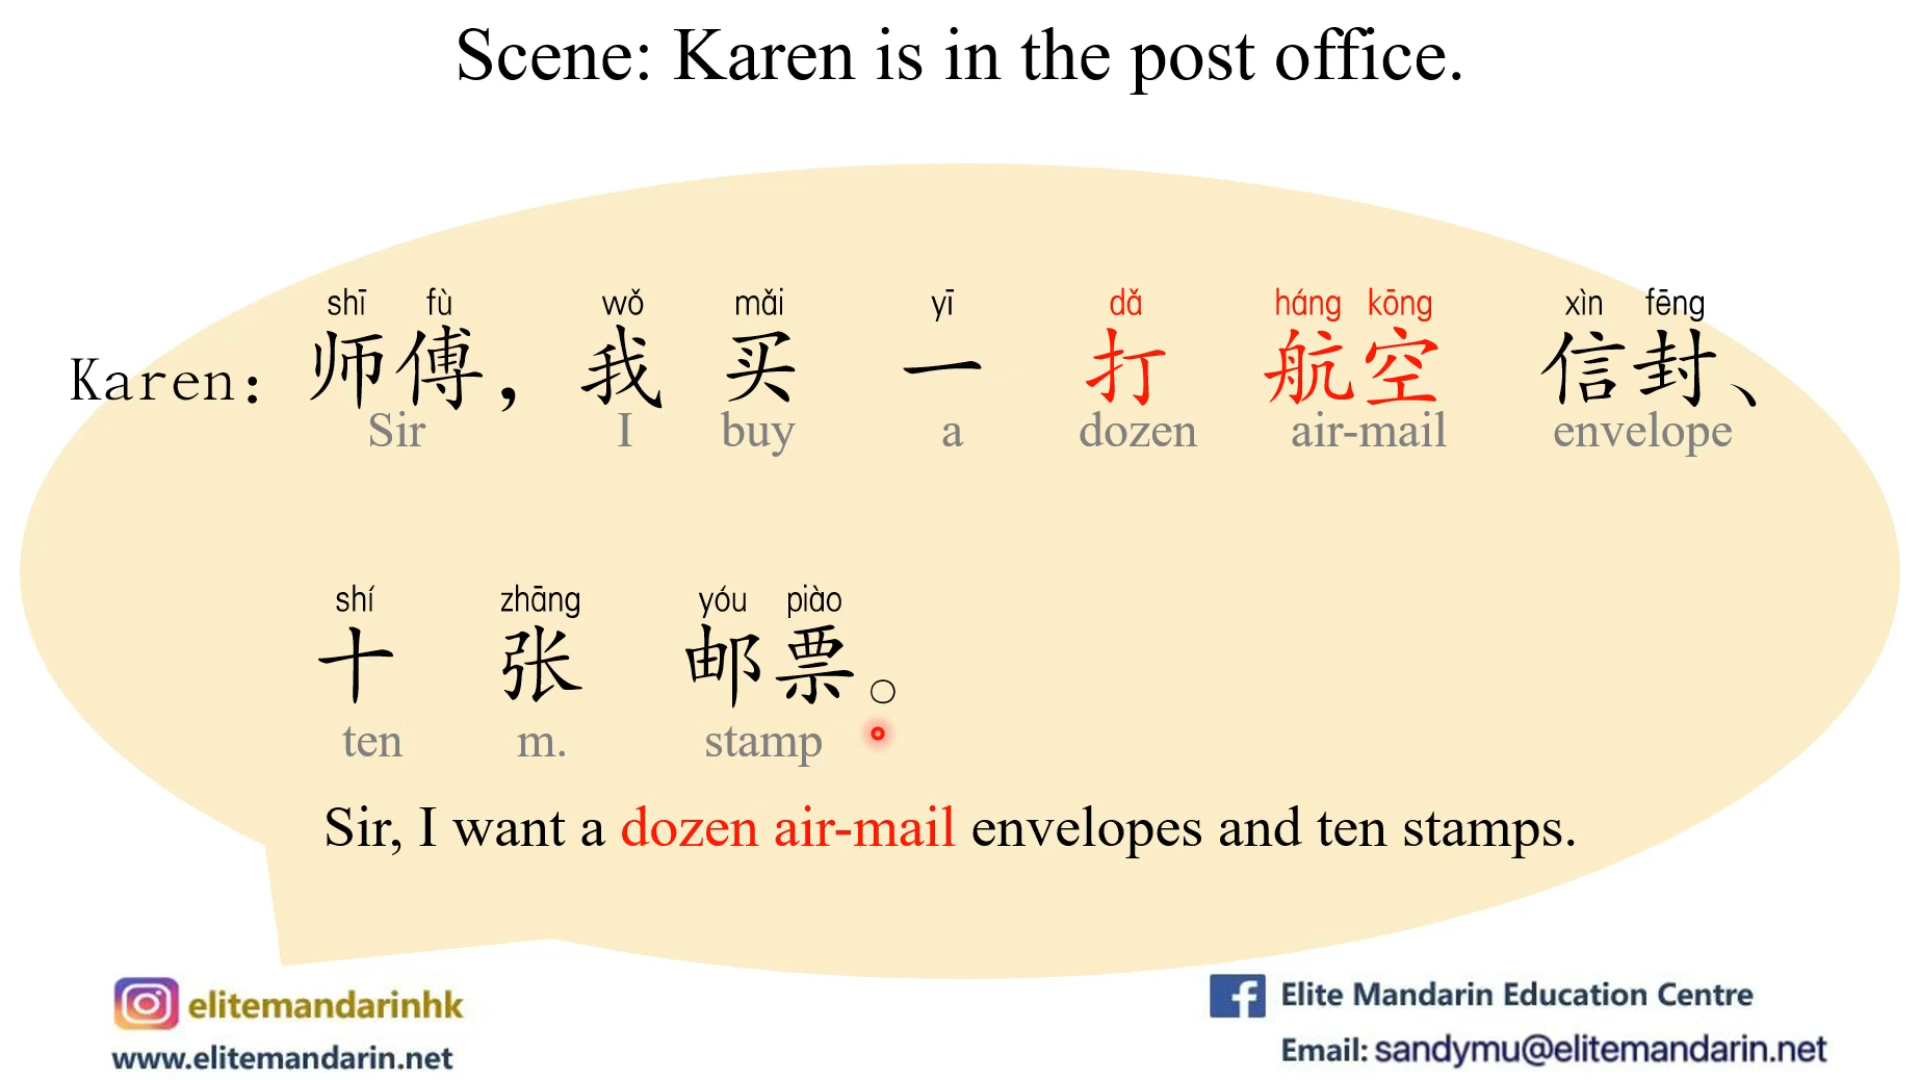 Scene: Karen is in the post office.
shī fù wǒ mǎi yī dǎ háng kōng xìn fēng
Karen: 师傅，我 买 一 打 航空 信封、
Sir I buy a dozen air-mail envelope
shí zhāng yóu piào
十 张 邮票。
ten m. stamp
Sir, I want a dozen air-mail envelopes and ten stamps.
elitemandarinhk
www.elitemandarin.net
Elite Mandarin Education Centre
Email: sandymu@elitemandarin.net